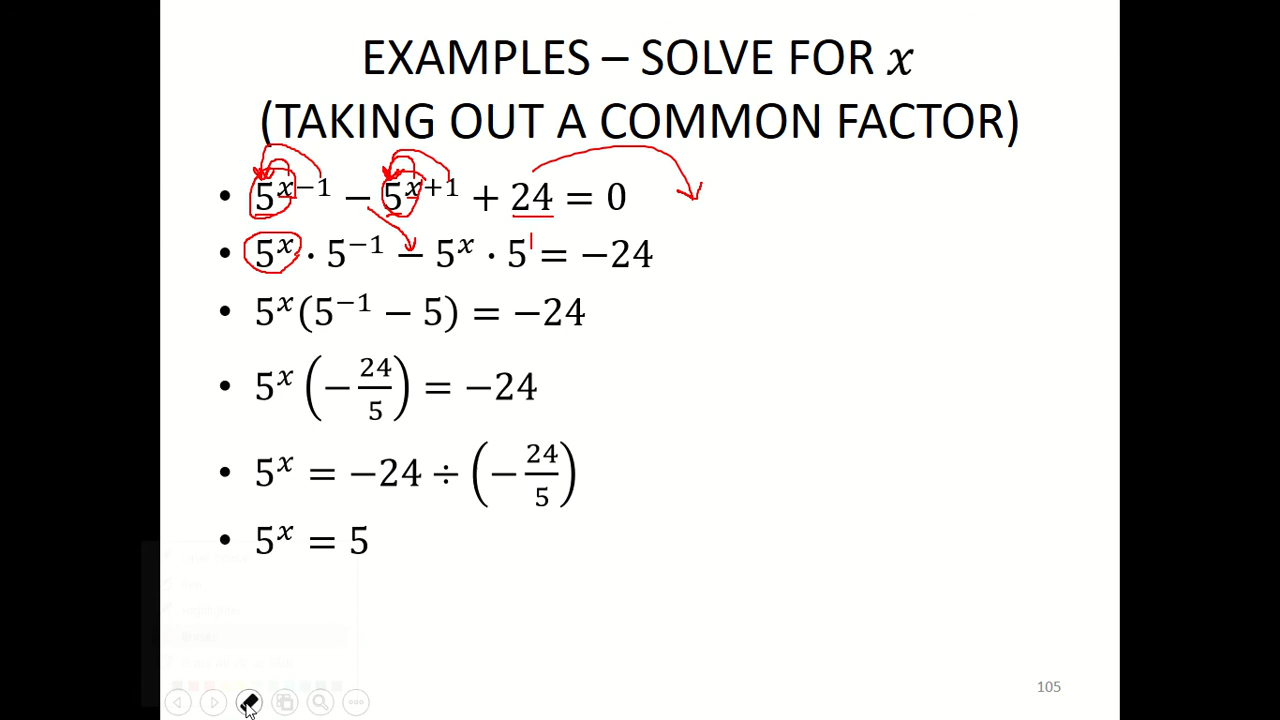 EXAMPLES – SOLVE FOR 𝑥
(TAKING OUT A COMMON FACTOR)
• 5^{x−1} − 5^{x+1} + 24 = 0
• 5^x · 5^{−1} − 5^x · 5^1 = −24
• 5^x(5^{−1} − 5) = −24
• 5^x (−24/5) = −24
• 5^x = −24 ÷ (−24/5)
• 5^x = 5
105